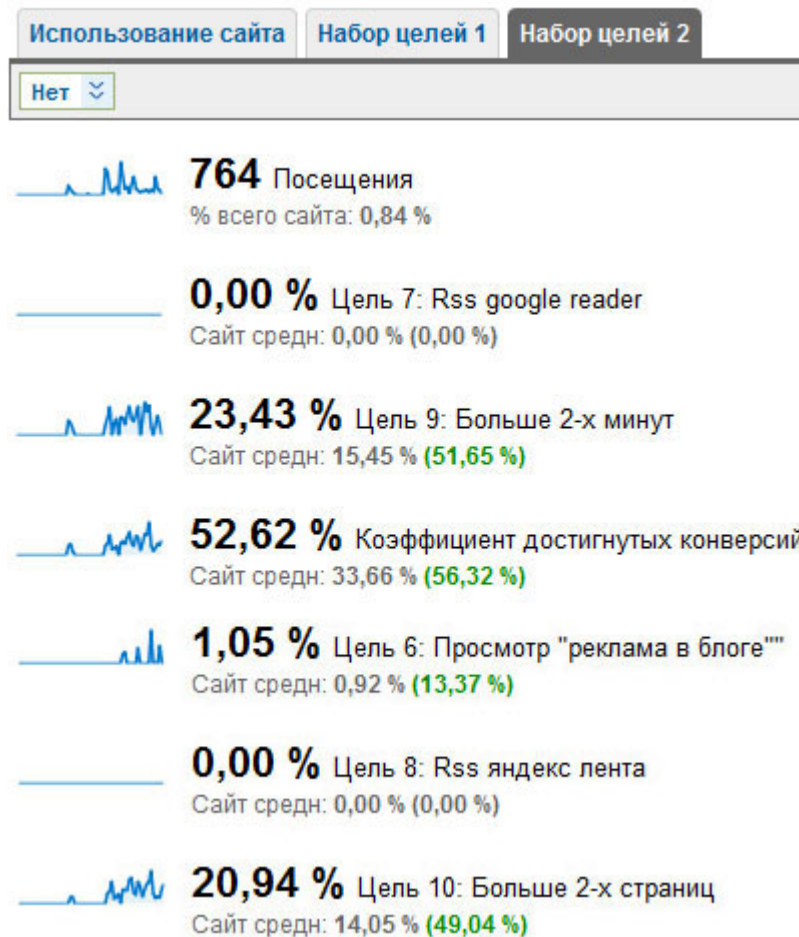 Использование сайта Набор целей 1 Набор целей 2
Нет
764 Посещения
% всего сайта: 0,84 %
0,00 % Цель 7: Rss google reader
Сайт средн: 0,00 % (0,00 %)
23,43 % Цель 9: Больше 2-х минут
Сайт средн: 15,45 % (51,65 %)
52,62 % Коэффициент достигнутых конверсий
Сайт средн: 33,66 % (56,32 %)
1,05 % Цель 6: Просмотр "реклама в блоге""
Сайт средн: 0,92 % (13,37 %)
0,00 % Цель 8: Rss яндекс лента
Сайт средн: 0,00 % (0,00 %)
20,94 % Цель 10: Больше 2-х страниц
Сайт средн: 14,05 % (49,04 %)